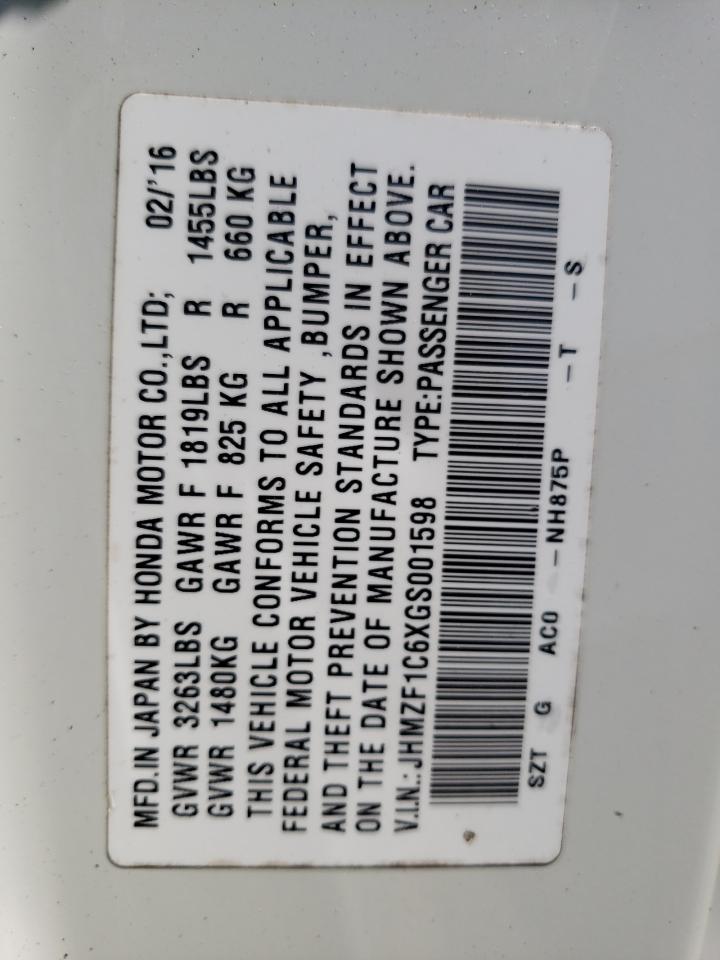 MFD.IN JAPAN BY HONDA MOTOR CO.,LTD; 02/'16
GVWR 3263LBS GAWR F 1819LBS R 1455LBS
GVWR 1480KG GAWR F 825 KG R 660 KG
THIS VEHICLE CONFORMS TO ALL APPLICABLE
FEDERAL MOTOR VEHICLE SAFETY ,BUMPER,
AND THEFT PREVENTION STANDARDS IN EFFECT
ON THE DATE OF MANUFACTURE SHOWN ABOVE.
V.I.N.: JHMZF1C6XGS001598 TYPE:PASSENGER CAR
SZT G AC0 -NH875P -T -S